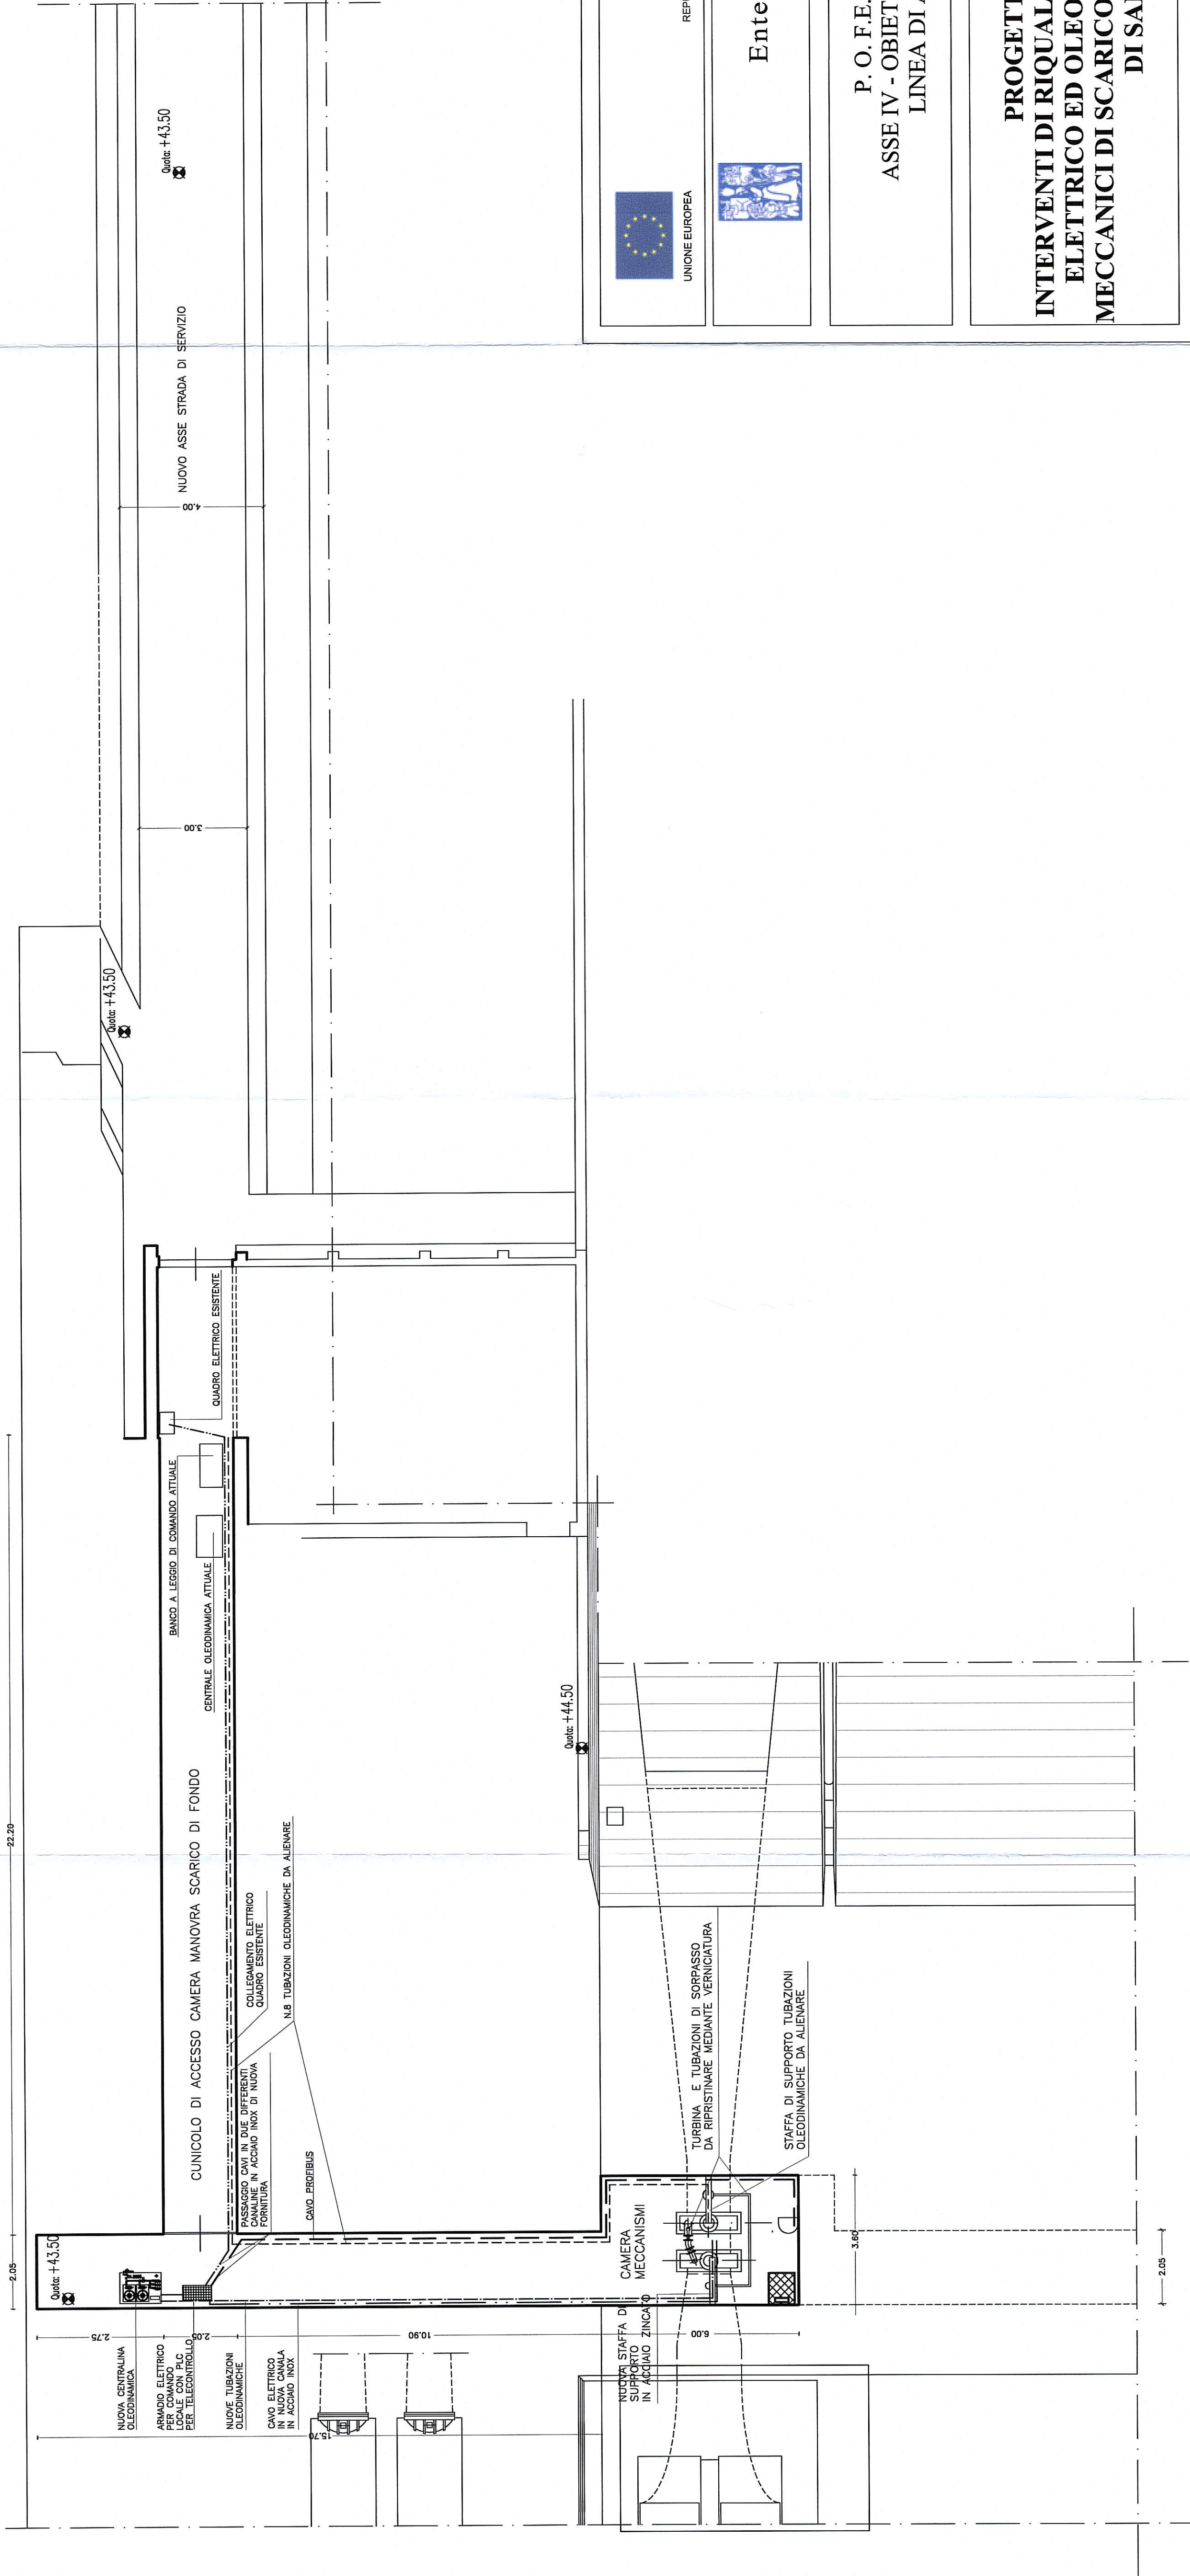 Quota: +43.50
NUOVO ASSE STRADA DI SERVIZIO
4.00
3.00
Quota: +43.50
QUADRO ELETTRICO ESISTENTE
BANCO A LEGGIO DI COMANDO ATTUALE
CENTRALE OLEODINAMICA ATTUALE
22.20
CUNICOLO DI ACCESSO CAMERA MANOVRA SCARICO DI FONDO
COLLEGAMENTO ELETTRICO
QUADRO ESISTENTE
N.8 TUBAZIONI OLEODINAMICHE DA ALIENARE
PASSAGGIO CAVI IN DUE DIFFERENTI
CANALINE IN ACCIAIO INOX DI NUOVA
FORNITURA
CAVO PROFIBUS
2.05
Quota: +43.50
2.75
2.05
10.90
6.00
15.70
NUOVA CENTRALINA
OLEODINAMICA
ARMADIO ELETTRICO
PER COMANDO
LOCALE CON PLC
PER TELECONTROLLO
NUOVE TUBAZIONI
OLEODINAMICHE
CAVO ELETTRICO
IN NUOVA CANALA
IN ACCIAIO INOX
Quota: +44.50
CAMERA
MECCANISMI
TURBINA E TUBAZIONI DI SORPASSO
DA RIPRISTINARE MEDIANTE VERNICIATURA
STAFFA DI SUPPORTO TUBAZIONI
OLEODINAMICHE DA ALIENARE
NUOVA STAFFA DI
SUPPORTO
IN ACCIAIO ZINCATO
3.60
2.05
UNIONE EUROPEA
REPU
Ente
P. O. F.E.
ASSE IV - OBIET
LINEA DI A
PROGETT
INTERVENTI DI RIQUAL
ELETTRICO ED OLEO
MECCANICI DI SCARICO
DI SAN